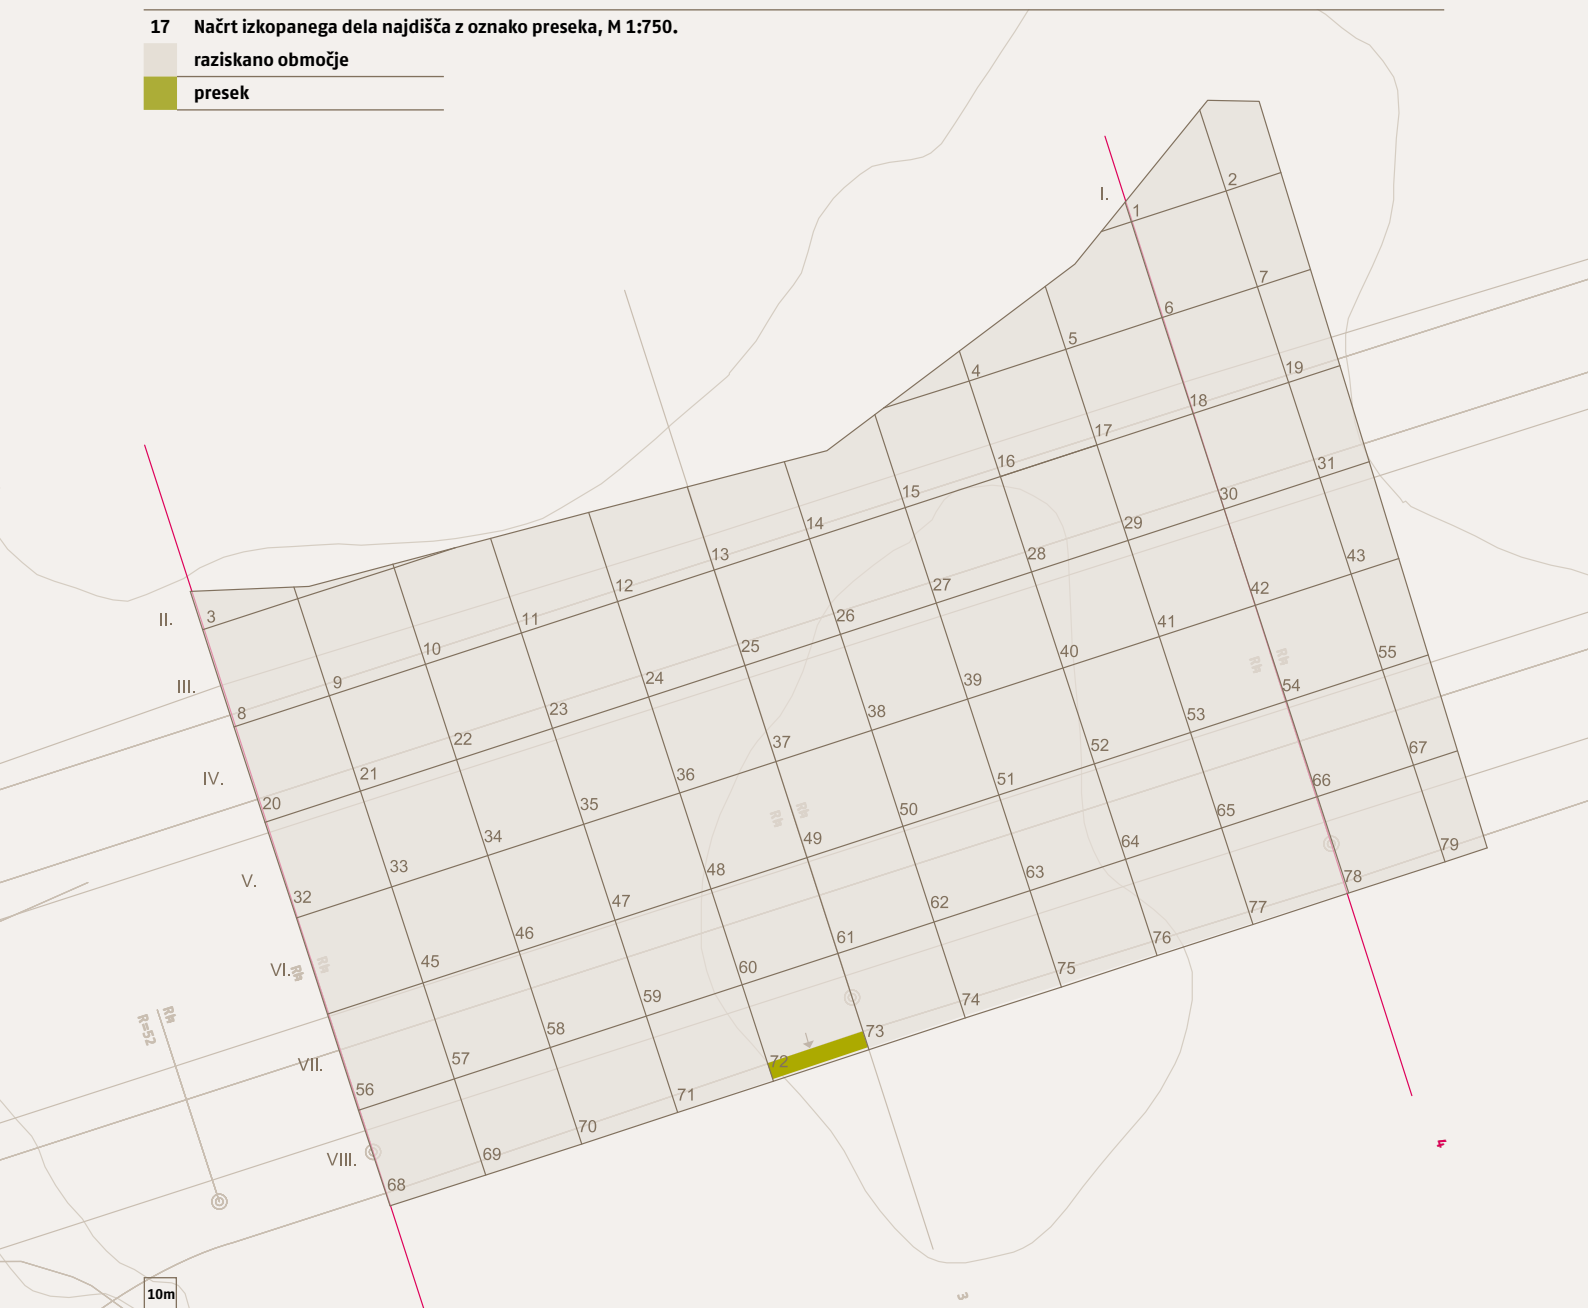 17 Načrt izkopanega dela najdišča z oznako preseka, M 1:750.
raziskano območje
presek
I. 1 2
4 5 6 7
II. 3
14 15 16 17 18 19
9 10 11 12 13
III. 8
26 27 28 29 30 31
21 22 23 24 25
IV. 20
38 39 40 41 42 43
33 34 35 36 37
V. 32
50 51 52 53 54 55
45 46 47 48 49
VI.
62 63 64 65 66 67
57 58 59 60 61
VII. 56
74 75 76 77 78 79
69 70 71 72 73
VIII. 68
R=52
4
3
10m